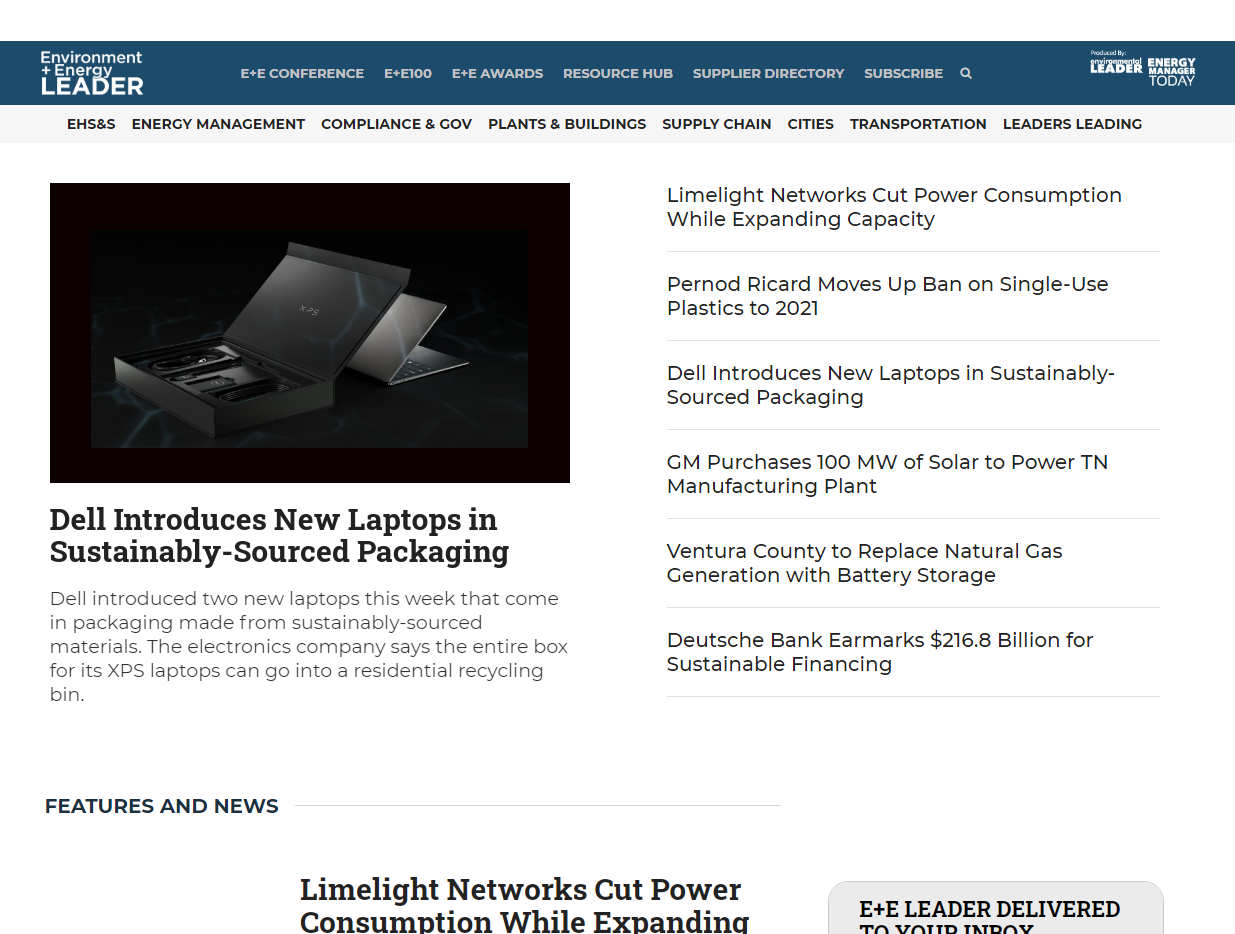 Environment
+ Energy
LEADER
E+E CONFERENCE E+E100 E+E AWARDS RESOURCE HUB SUPPLIER DIRECTORY SUBSCRIBE
Produced By:
environmental
LEADER
ENERGY
MANAGER
TODAY
EHS&S ENERGY MANAGEMENT COMPLIANCE & GOV PLANTS & BUILDINGS SUPPLY CHAIN CITIES TRANSPORTATION LEADERS LEADING
XPS
Dell Introduces New Laptops in
Sustainably-Sourced Packaging
Dell introduced two new laptops this week that come
in packaging made from sustainably-sourced
materials. The electronics company says the entire box
for its XPS laptops can go into a residential recycling
bin.
Limelight Networks Cut Power Consumption
While Expanding Capacity
Pernod Ricard Moves Up Ban on Single-Use
Plastics to 2021
Dell Introduces New Laptops in Sustainably-
Sourced Packaging
GM Purchases 100 MW of Solar to Power TN
Manufacturing Plant
Ventura County to Replace Natural Gas
Generation with Battery Storage
Deutsche Bank Earmarks $216.8 Billion for
Sustainable Financing
FEATURES AND NEWS
Limelight Networks Cut Power
Consumption While Expanding
E+E LEADER DELIVERED
TO YOUR INBOX